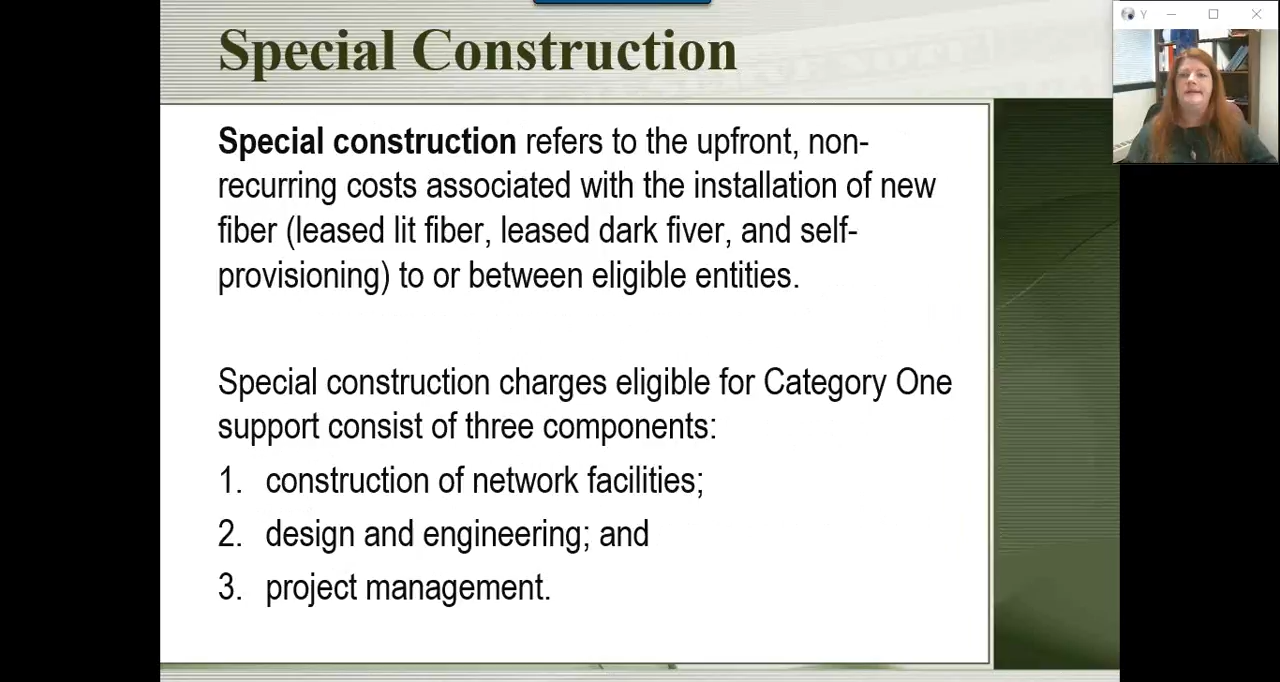 Y
Special Construction
Special construction refers to the upfront, non-
recurring costs associated with the installation of new
fiber (leased lit fiber, leased dark fiver, and self-
provisioning) to or between eligible entities.
Special construction charges eligible for Category One
support consist of three components:
1. construction of network facilities;
2. design and engineering; and
3. project management.